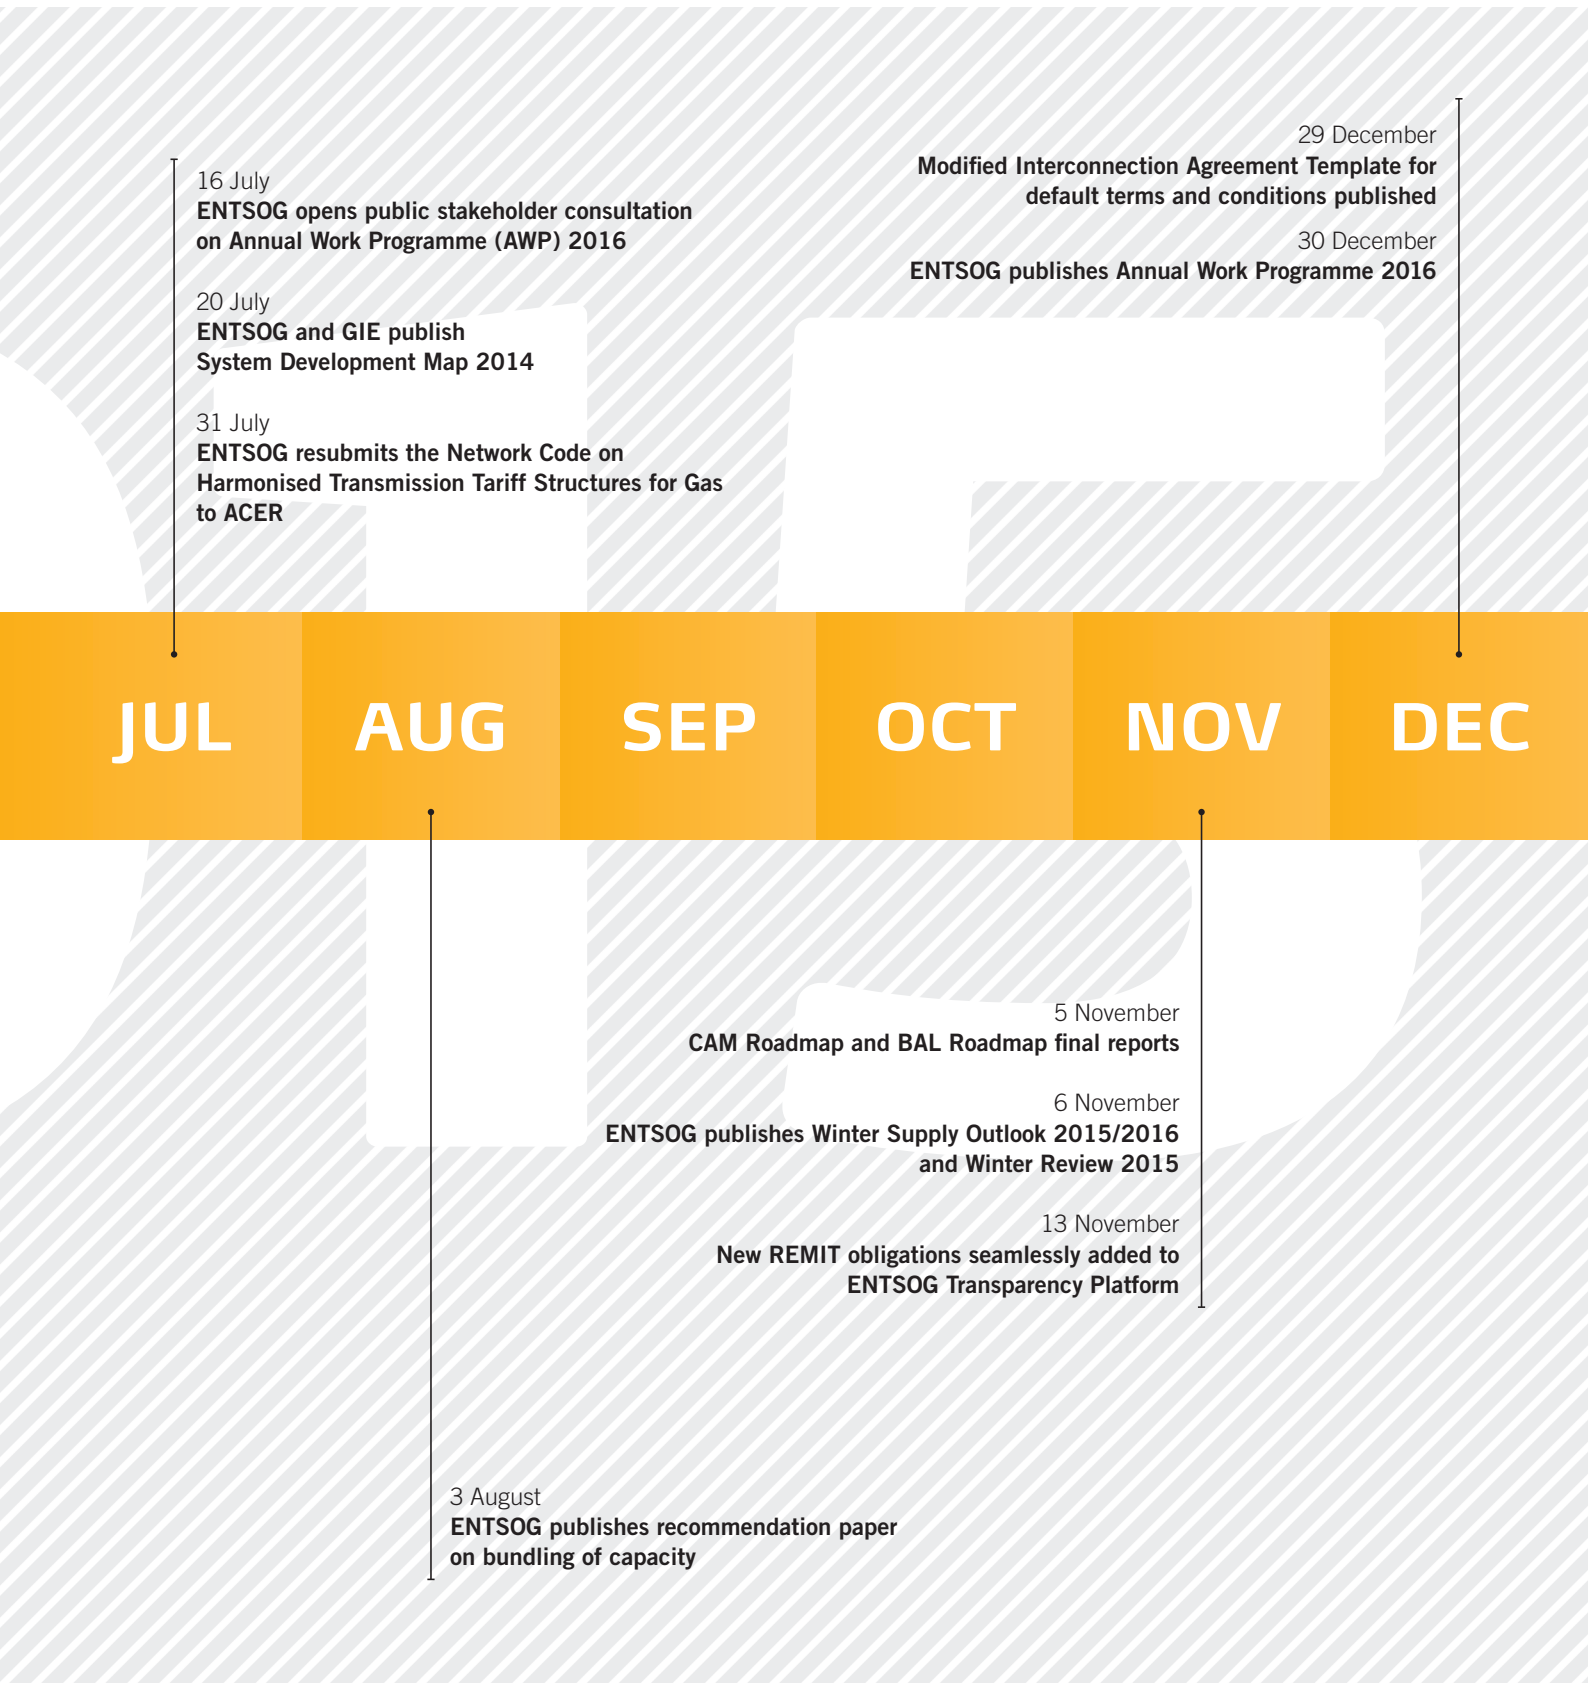 16 July
ENTSOG opens public stakeholder consultation
on Annual Work Programme (AWP) 2016
20 July
ENTSOG and GIE publish
System Development Map 2014
31 July
ENTSOG resubmits the Network Code on
Harmonised Transmission Tariff Structures for Gas
to ACER
29 December
Modified Interconnection Agreement Template for
default terms and conditions published
30 December
ENTSOG publishes Annual Work Programme 2016
JUL AUG SEP OCT NOV DEC
5 November
CAM Roadmap and BAL Roadmap final reports
6 November
ENTSOG publishes Winter Supply Outlook 2015/2016
and Winter Review 2015
13 November
New REMIT obligations seamlessly added to
ENTSOG Transparency Platform
3 August
ENTSOG publishes recommendation paper
on bundling of capacity